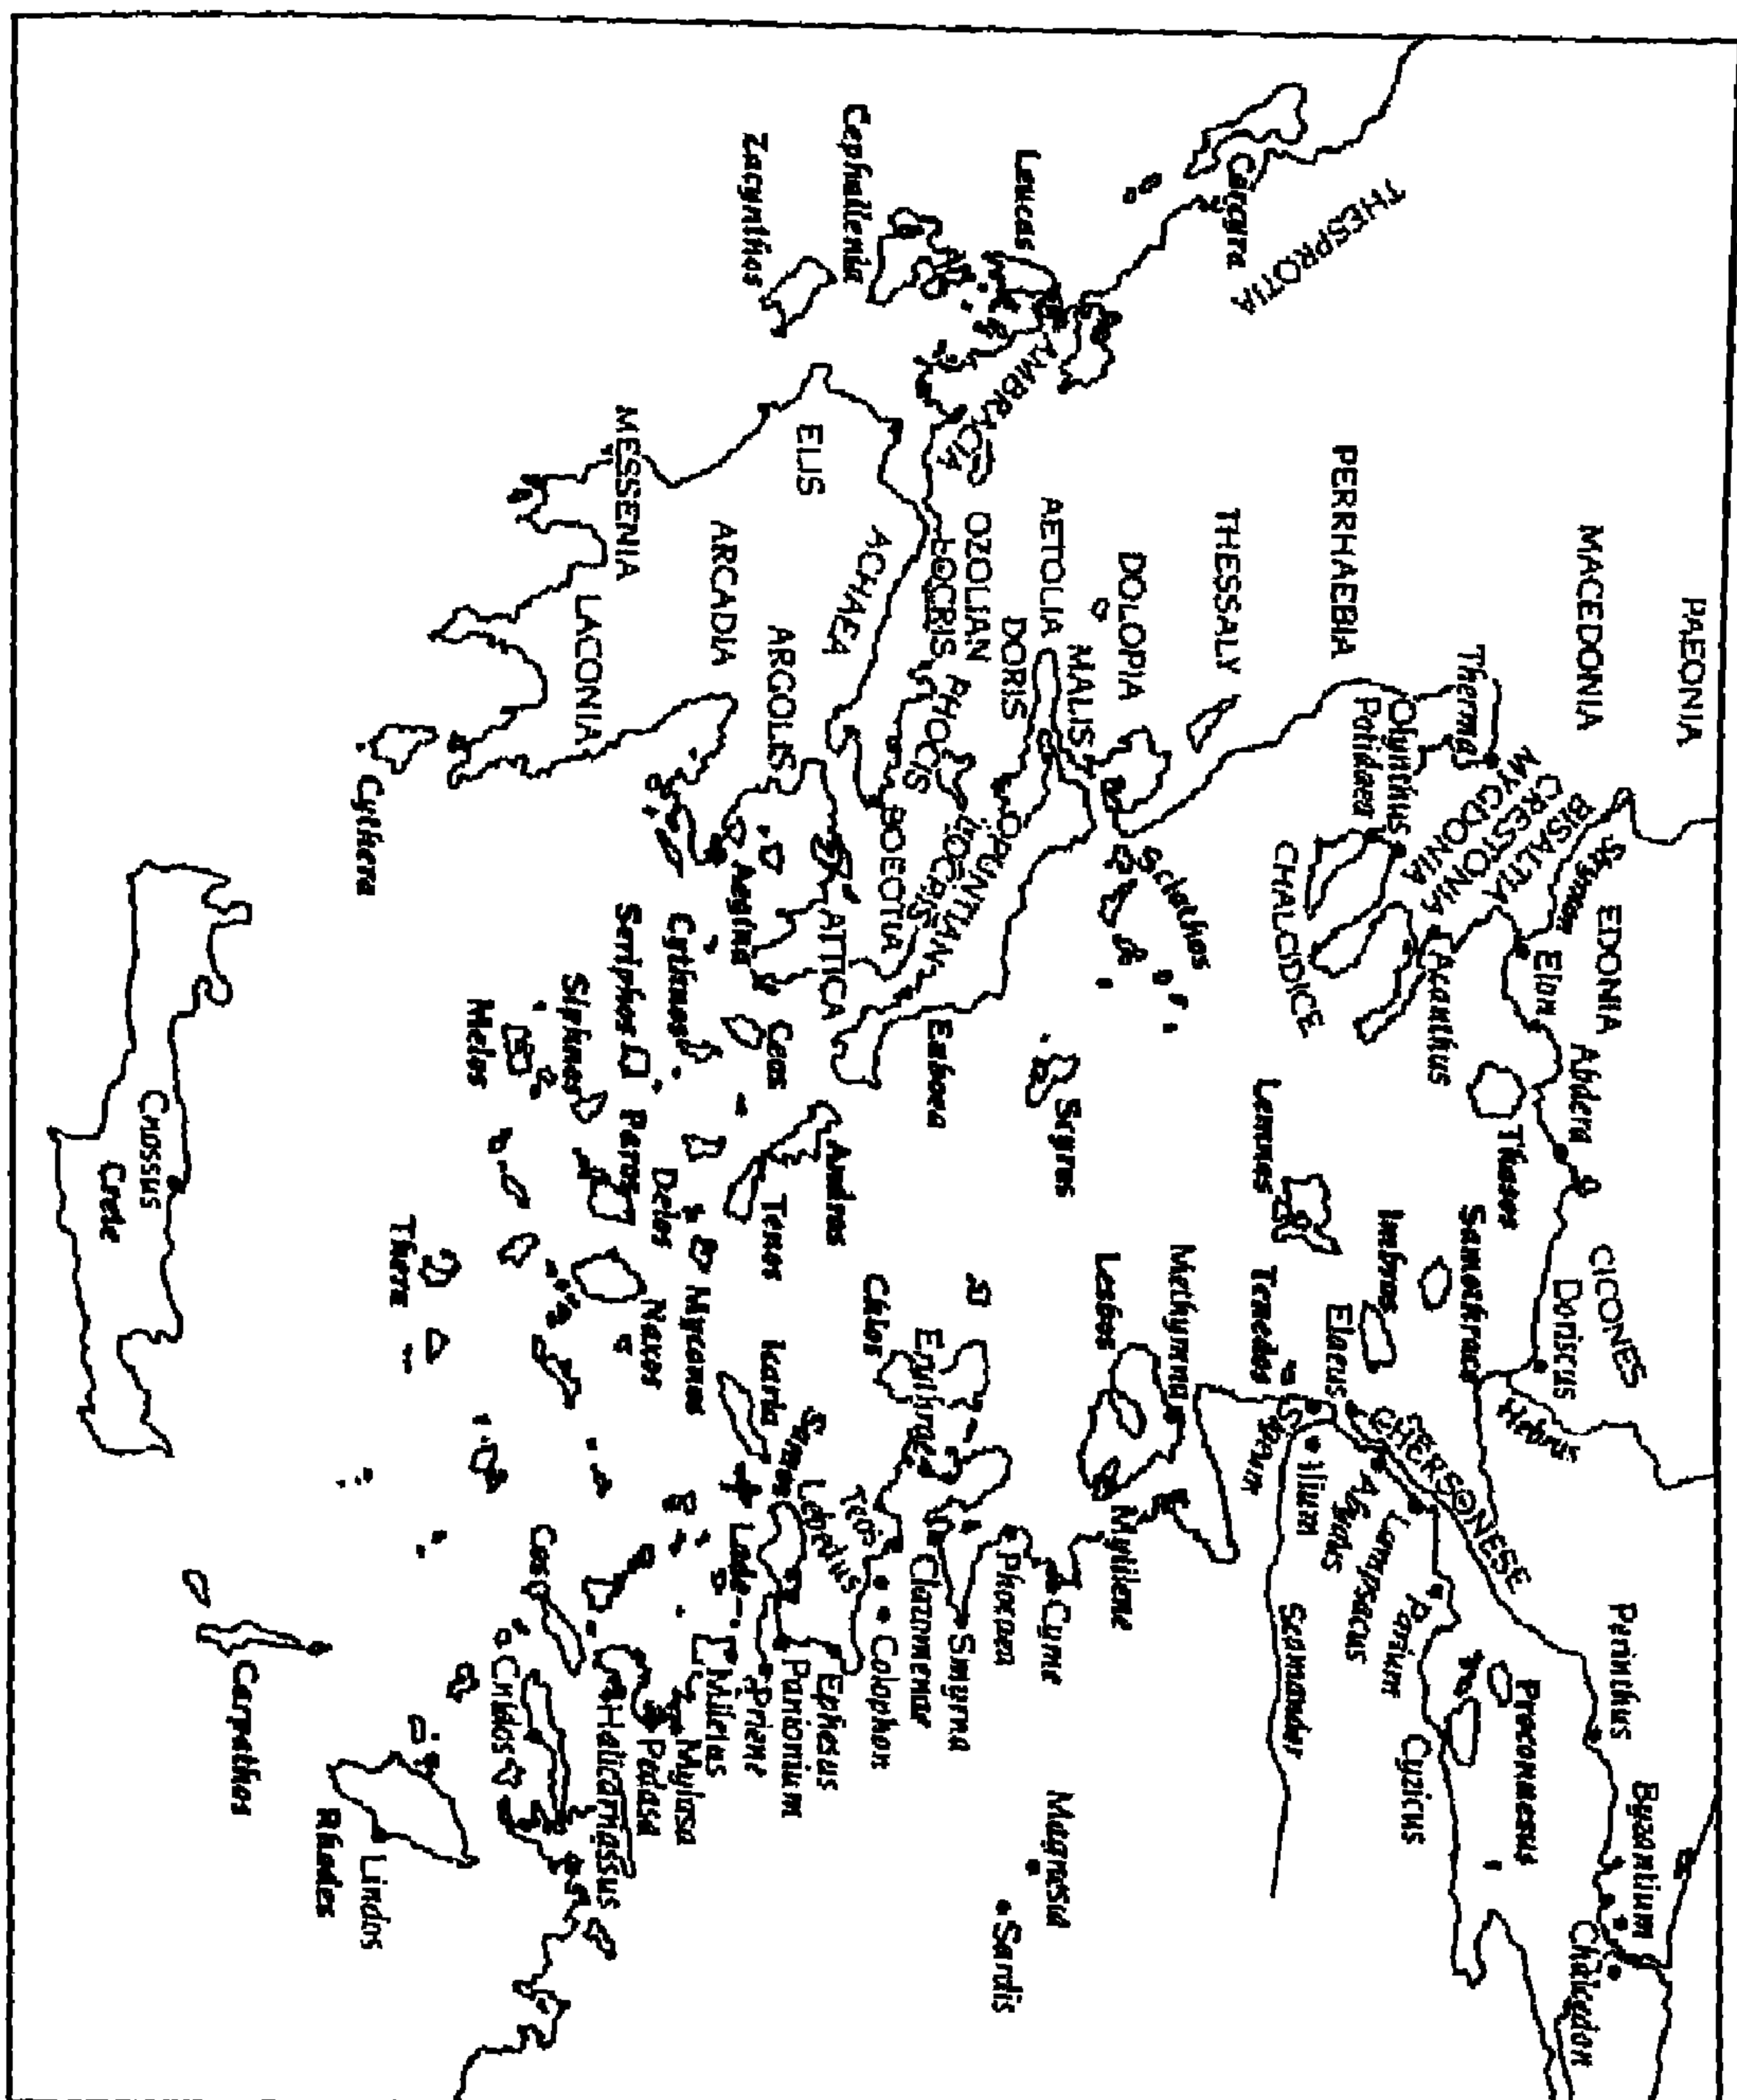 PAEONIA
MACEDONIA
EDONIA
CICONES
Perinthus
Byzantium
Chalcedon
BISALTIA
CRESTONIA
MYGDONIA
Strymon
Eion
Abdera
Doriscus
Therma
Olynthus
Potidaea
Acanthus
Thasos
Samothrace
CHERSONESE
Proconnesus
Cyzicus
THESPROTIA
Corcyra
PERRHAEBIA
CHALCIDICE
Lemnos
Imbros
Elaeus
Tenedos
Sigeum
Ilium
Abydus
Lampsacus
Parium
Scamander
THESSALY
Sciathos
DOLOPIA
MALIS
Methymna
Lesbos
Mytilene
Leucas
AMBRACIA
AETOLIA
DORIS
OZOLIAN
LOCRIS
PHOCIS
OPUNTIAN
LOCRIS
Scyros
Cyme
Magnesia
Phocaea
Sardis
Cephallenia
Zacynthos
BOEOTIA
Euboea
Chios
Erythrae
Smyrna
Clazomenae
Teos
Colophon
Lebedus
ACHAEA
ELIS
ATTICA
Andros
Samos
Ephesus
Panionium
ARCADIA
ARGOLIS
Aegina
Ceos
Tenos
Icaria
Lade
Priene
Miletus
MESSENIA
LACONIA
Cythnos
Delos
Myconos
Mylasa
Pedasa
Seriphos
Paros
Naxos
Halicarnassus
Siphnos
Cos
Melos
Cnidos
Cythera
Thera
Lindos
Rhodes
Carpathos
Cnossus
Crete